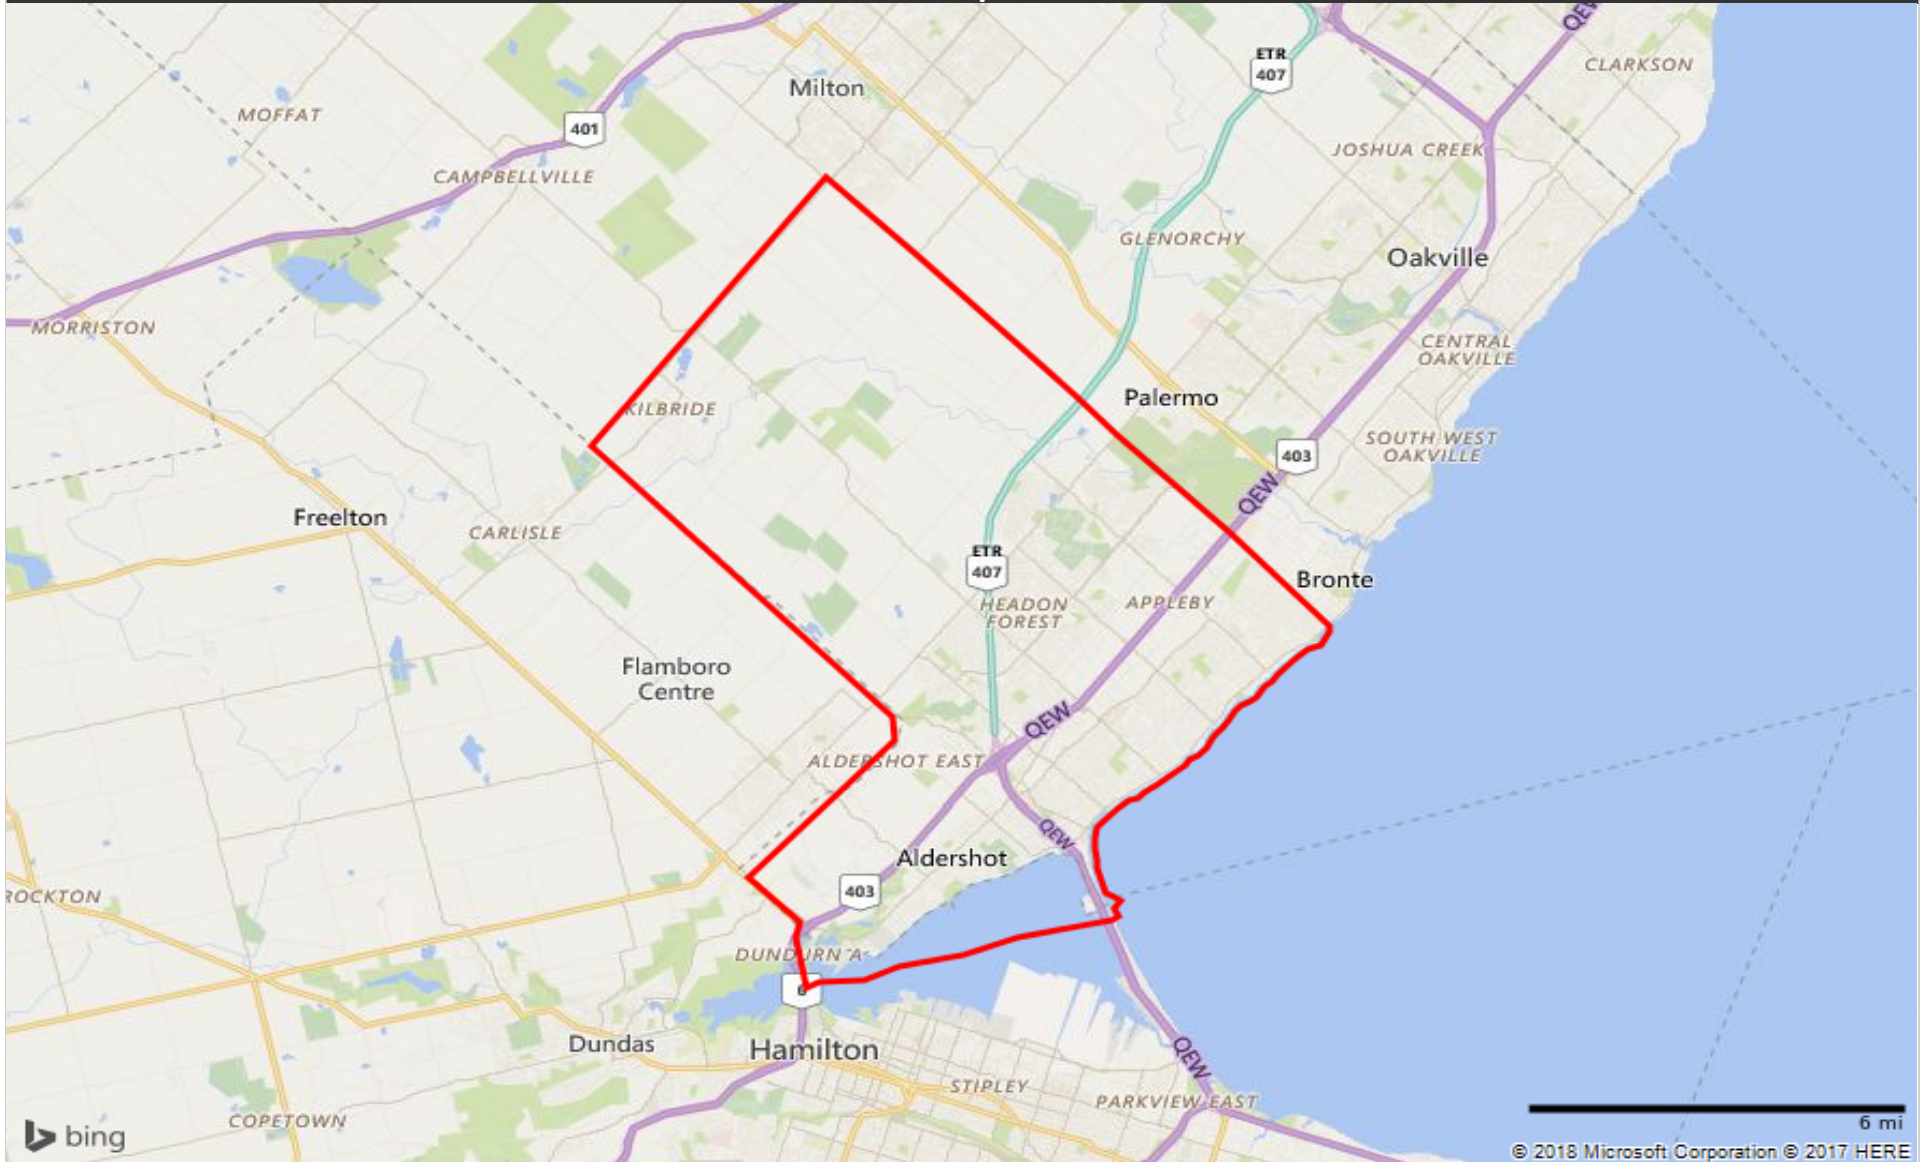 QEW
ETR
407
CLARKSON
Milton
MOFFAT
401
JOSHUA CREEK
CAMPBELLVILLE
GLENORCHY
Oakville
MORRISTON
CENTRAL
OAKVILLE
KILBRIDE
Palermo
SOUTH WEST
OAKVILLE
403
QEW
Freelton
CARLISLE
ETR
407
Bronte
HEADON
FOREST
APPLEBY
Flamboro
Centre
QEW
ALDERSHOT EAST
QEW
Aldershot
403
ROCKTON
DUNDURN A
6
Dundas
Hamilton
QEW
STIPLEY
PARKVIEW EAST
COPETOWN
6 mi
bing
© 2018 Microsoft Corporation © 2017 HERE